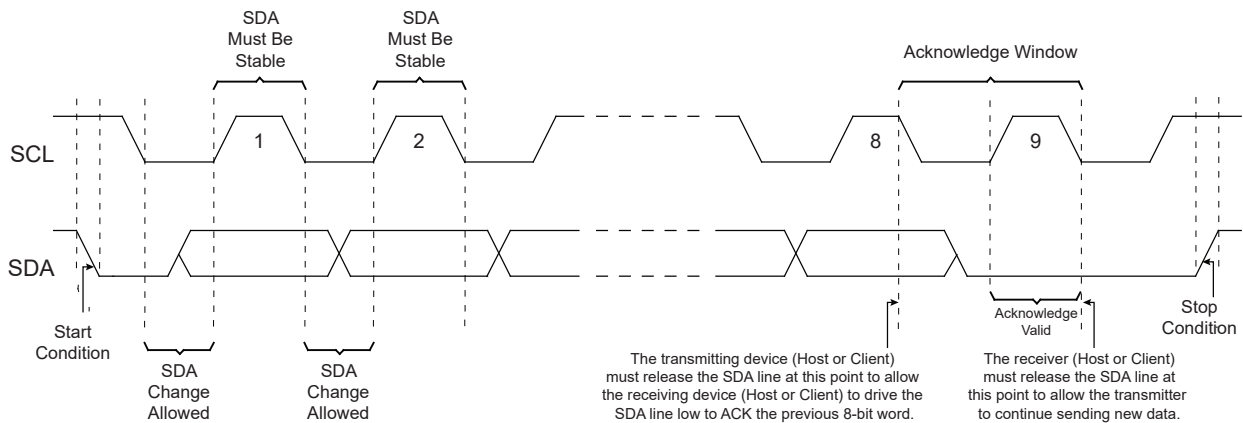 SDA
Must Be
Stable
SDA
Must Be
Stable
Acknowledge Window
SCL
1
2
8
9
SDA
Start
Condition
SDA
Change
Allowed
SDA
Change
Allowed
Acknowledge
Valid
Stop
Condition
The transmitting device (Host or Client)
must release the SDA line at this point to allow
the receiving device (Host or Client) to drive the
SDA line low to ACK the previous 8-bit word.
The receiver (Host or Client)
must release the SDA line at
this point to allow the transmitter
to continue sending new data.